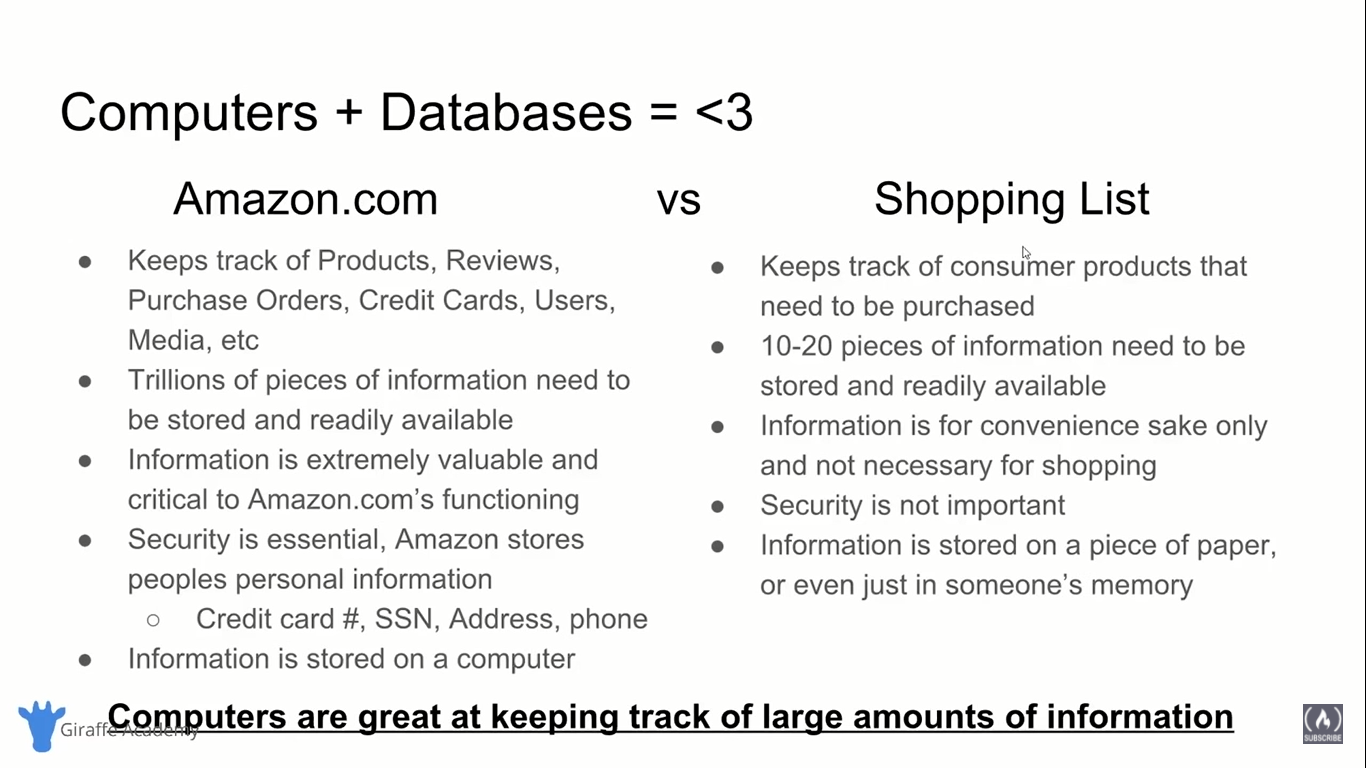 Computers + Databases = <3
Amazon.com vs Shopping List
● Keeps track of Products, Reviews,
Purchase Orders, Credit Cards, Users,
Media, etc
● Trillions of pieces of information need to
be stored and readily available
● Information is extremely valuable and
critical to Amazon.com’s functioning
● Security is essential, Amazon stores
peoples personal information
○ Credit card #, SSN, Address, phone
● Information is stored on a computer
● Keeps track of consumer products that
need to be purchased
● 10-20 pieces of information need to be
stored and readily available
● Information is for convenience sake only
and not necessary for shopping
● Security is not important
● Information is stored on a piece of paper,
or even just in someone’s memory
Computers are great at keeping track of large amounts of information
Giraffe Academy
SUBSCRIBE